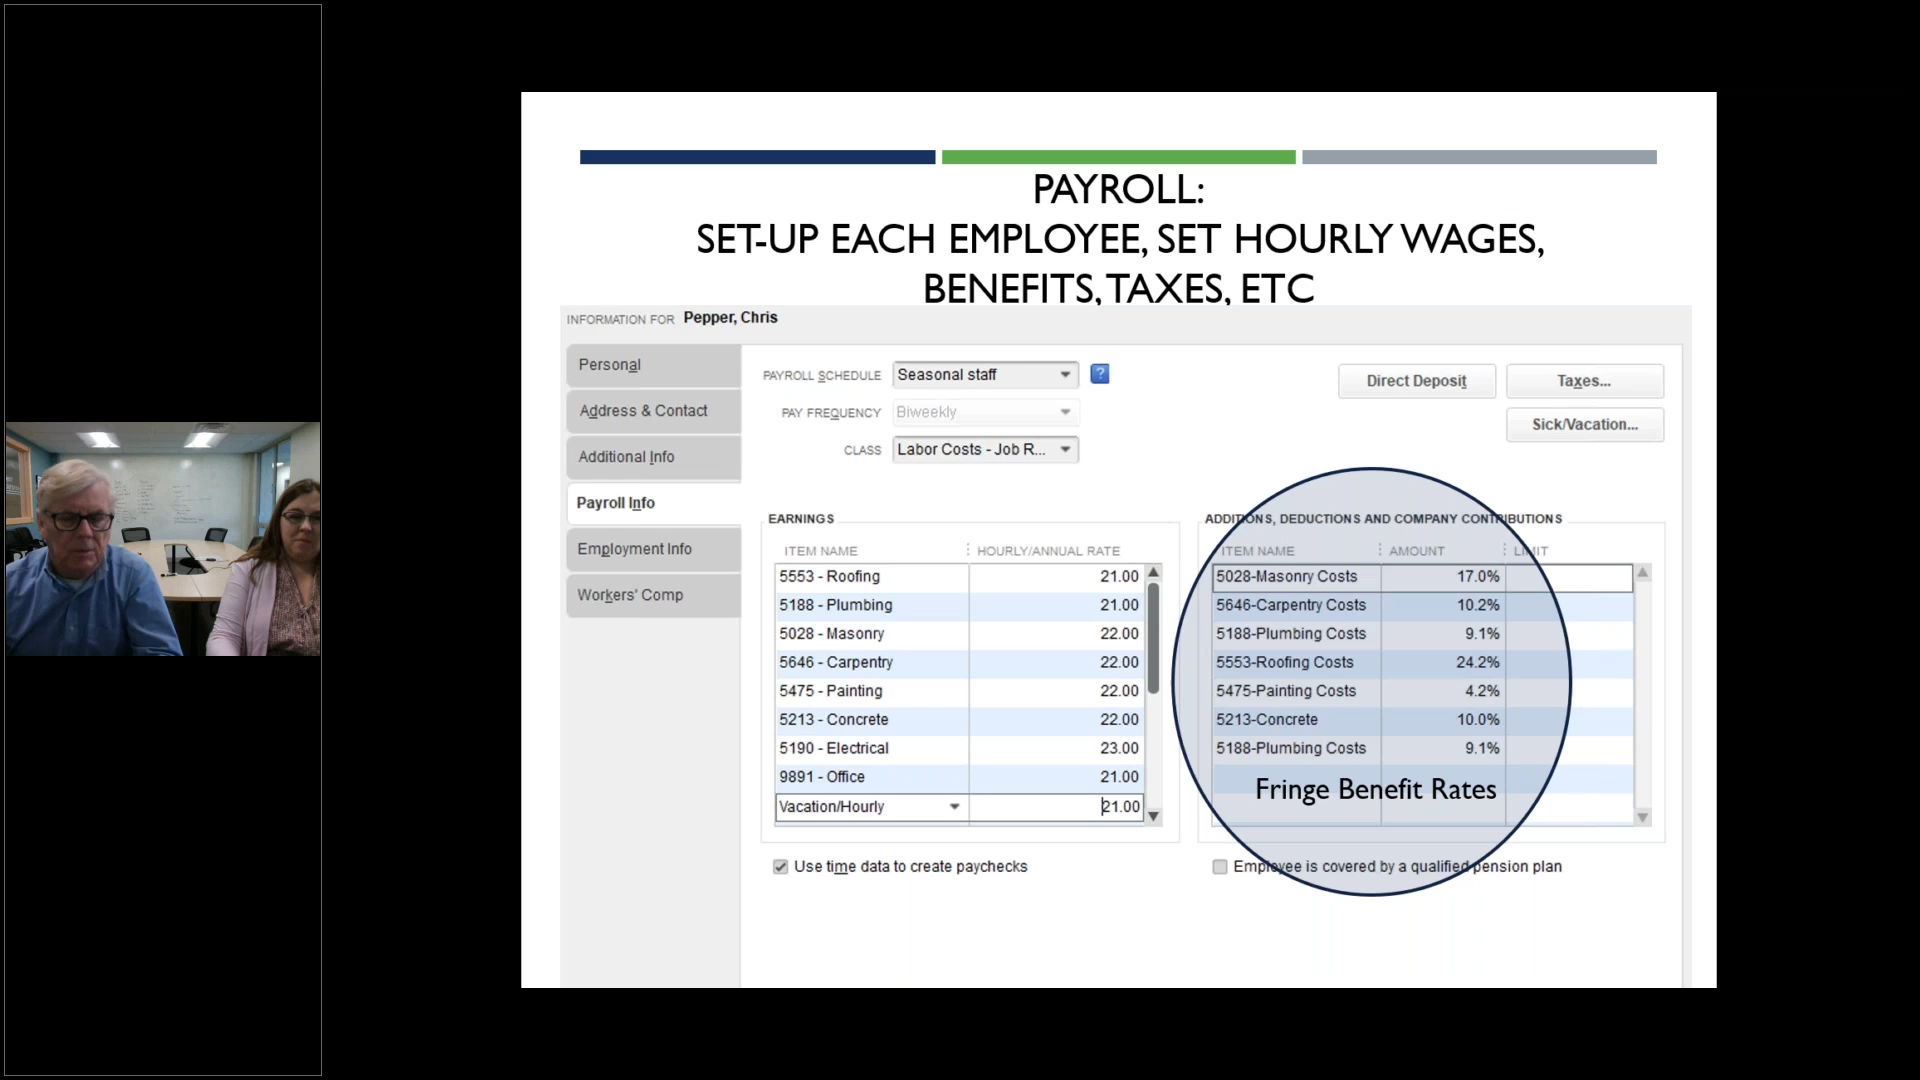 PAYROLL:
SET-UP EACH EMPLOYEE, SET HOURLY WAGES,
BENEFITS, TAXES, ETC
INFORMATION FOR Pepper, Chris
Personal
Address & Contact
Additional Info
Payroll Info
Employment Info
Workers' Comp
PAYROLL SCHEDULE Seasonal staff ?
PAY FREQUENCY Biweekly
CLASS Labor Costs - Job R...
Direct Deposit Taxes...
Sick/Vacation...
EARNINGS
ITEM NAME HOURLY/ANNUAL RATE
5553 - Roofing 21.00
5188 - Plumbing 21.00
5028 - Masonry 22.00
5646 - Carpentry 22.00
5475 - Painting 22.00
5213 - Concrete 22.00
5190 - Electrical 23.00
9891 - Office 21.00
Vacation/Hourly 21.00
Use time data to create paychecks
ADDITIONS, DEDUCTIONS AND COMPANY CONTRIBUTIONS
ITEM NAME AMOUNT LIMIT
5028-Masonry Costs 17.0%
5646-Carpentry Costs 10.2%
5188-Plumbing Costs 9.1%
5553-Roofing Costs 24.2%
5475-Painting Costs 4.2%
5213-Concrete 10.0%
5188-Plumbing Costs 9.1%
Fringe Benefit Rates
Employee is covered by a qualified pension plan